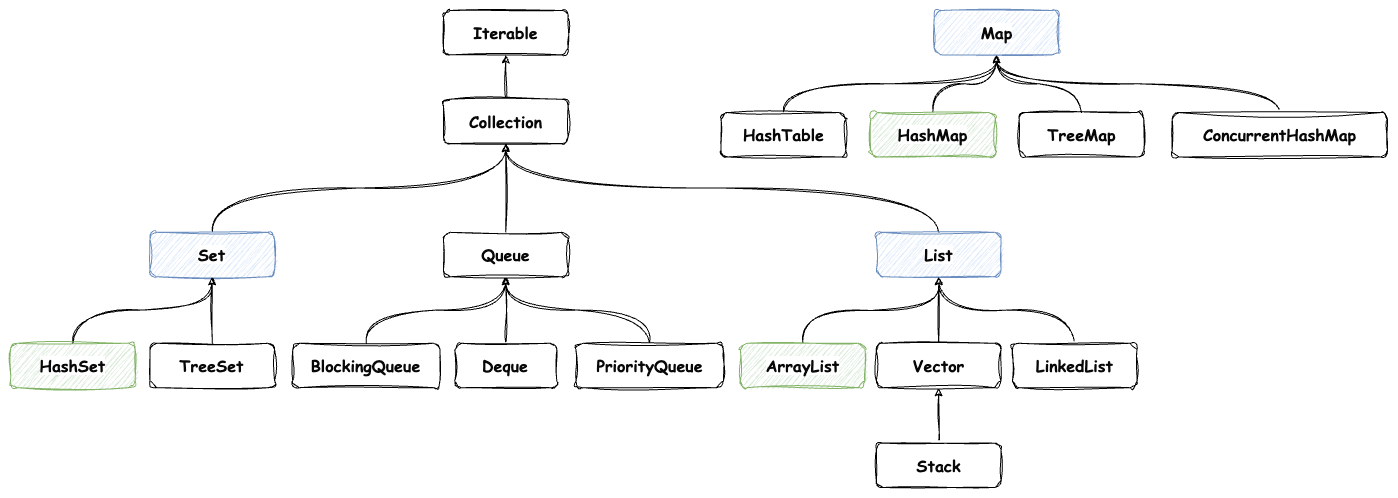 Iterable
Map
Collection
HashTable
HashMap
TreeMap
ConcurrentHashMap
Set
Queue
List
HashSet
TreeSet
BlockingQueue
Deque
PriorityQueue
ArrayList
Vector
LinkedList
Stack